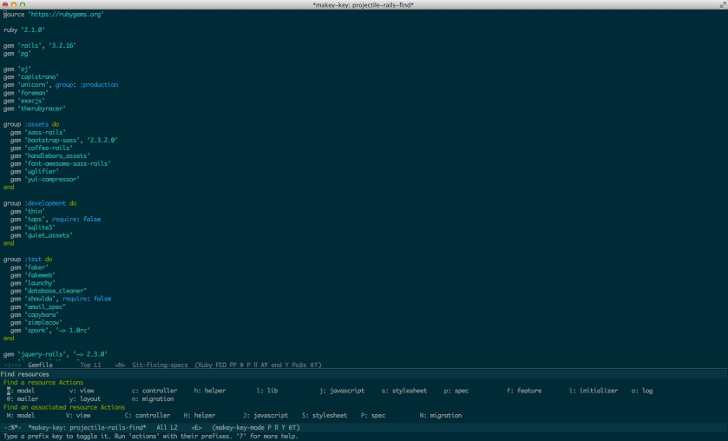 *makey-key: projectile-rails-find*
source 'https://rubygems.org'
ruby '2.1.0'
gem 'rails', '3.2.16'
gem 'pg'
gem 'oj'
gem 'capistrano'
gem 'unicorn', group: :production
gem 'foreman'
gem 'execjs'
gem 'therubyracer'
group :assets do
gem 'sass-rails'
gem 'bootstrap-sass', '2.3.2.0'
gem 'coffee-rails'
gem 'handlebars_assets'
gem 'font-awesome-sass-rails'
gem 'uglifier'
gem 'yui-compressor'
end
group :development do
gem 'thin'
gem 'taps', require: false
gem 'sqlite3'
gem 'quiet_assets'
end
group :test do
gem 'faker'
gem 'fakeweb'
gem 'launchy'
gem "database_cleaner"
gem 'shoulda', require: false
gem "email_spec"
gem 'capybara'
gem 'simplecov'
gem 'spork', '~> 1.0rc'
end
gem 'jquery-rails', '~> 2.3.0'
-:--- Gemfile Top L1 <N> Git-fixing-specs (Ruby
Find resources
Find a resource Actions
m: model v: view c: controller h: helper l: lib j: javascript s: stylesheet p: spec f: feature i: initializer o: log
@: mailer y: layout n: migration
Find an associated resource Actions
M: model V: view C: controller H: helper J: javascript S: stylesheet P: spec N: migration
-:%*- *makey-key: projectile-rails-find* All L2 <E> (makey-key-mode
Type a prefix key to toggle it. Run 'actions' with their prefixes. '?' for more help.